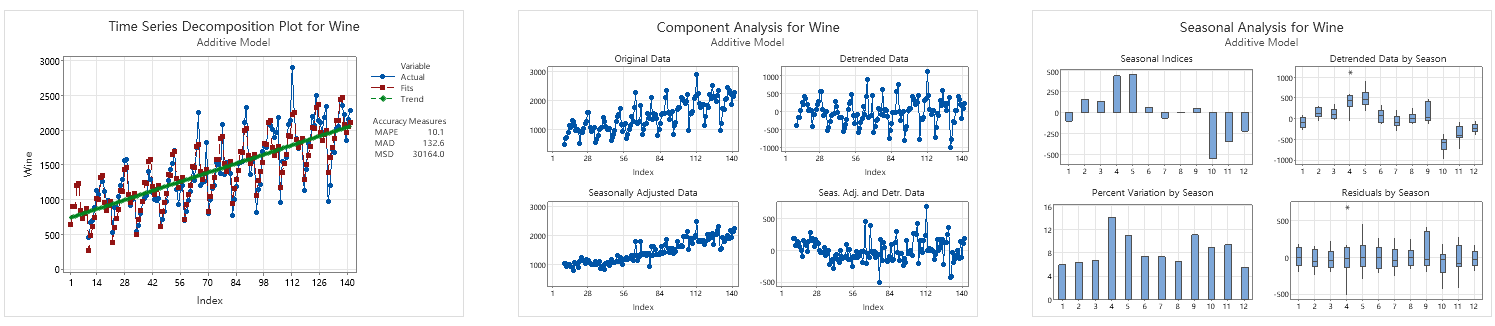 Time Series Decomposition Plot for Wine
Additive Model
3000
2500
2000
1500
1000
500
0
Wine
1 14 28 42 56 70 84 98 112 126 140
Index
Variable
Actual
Fits
Trend
Accuracy Measures
MAPE 10.1
MAD 132.6
MSD 30164.0
Component Analysis for Wine
Additive Model
Original Data
3000
2000
1000
1 28 56 84 112 140
Index
Detrended Data
1000
500
0
-500
-1000
1 28 56 84 112 140
Index
Seasonally Adjusted Data
3000
2000
1000
1 28 56 84 112 140
Index
Seas. Adj. and Detr. Data
500
0
-500
1 28 56 84 112 140
Index
Seasonal Analysis for Wine
Additive Model
Seasonal Indices
500
250
0
-250
-500
1 2 3 4 5 6 7 8 9 10 11 12
Detrended Data by Season
1000
500
0
-500
-1000
1 2 3 4 5 6 7 8 9 10 11 12
Percent Variation by Season
16
12
8
4
0
1 2 3 4 5 6 7 8 9 10 11 12
Residuals by Season
500
0
-500
1 2 3 4 5 6 7 8 9 10 11 12